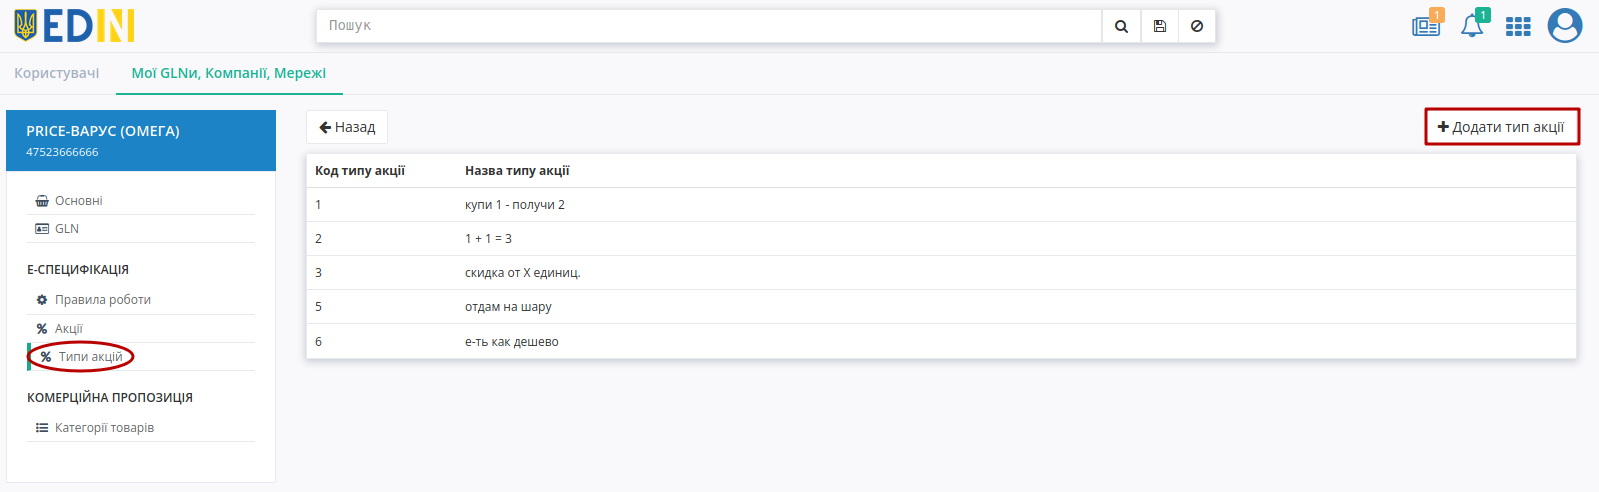 EDIN
Пошук
1
1
Користувачі
Мої GLNи, Компанії, Мережі
PRICE-ВАРУС (ОМЕГА)
47523666666
Основні
GLN
Е-СПЕЦИФІКАЦІЯ
Правила роботи
Акції
Типи акцій
КОМЕРЦІЙНА ПРОПОЗИЦІЯ
Категорії товарів
Назад
Додати тип акції
Код типу акції Назва типу акції
1 купи 1 - получи 2
2 1 + 1 = 3
3 скидка от X единиц.
5 отдам на шару
6 е-ть как дешево